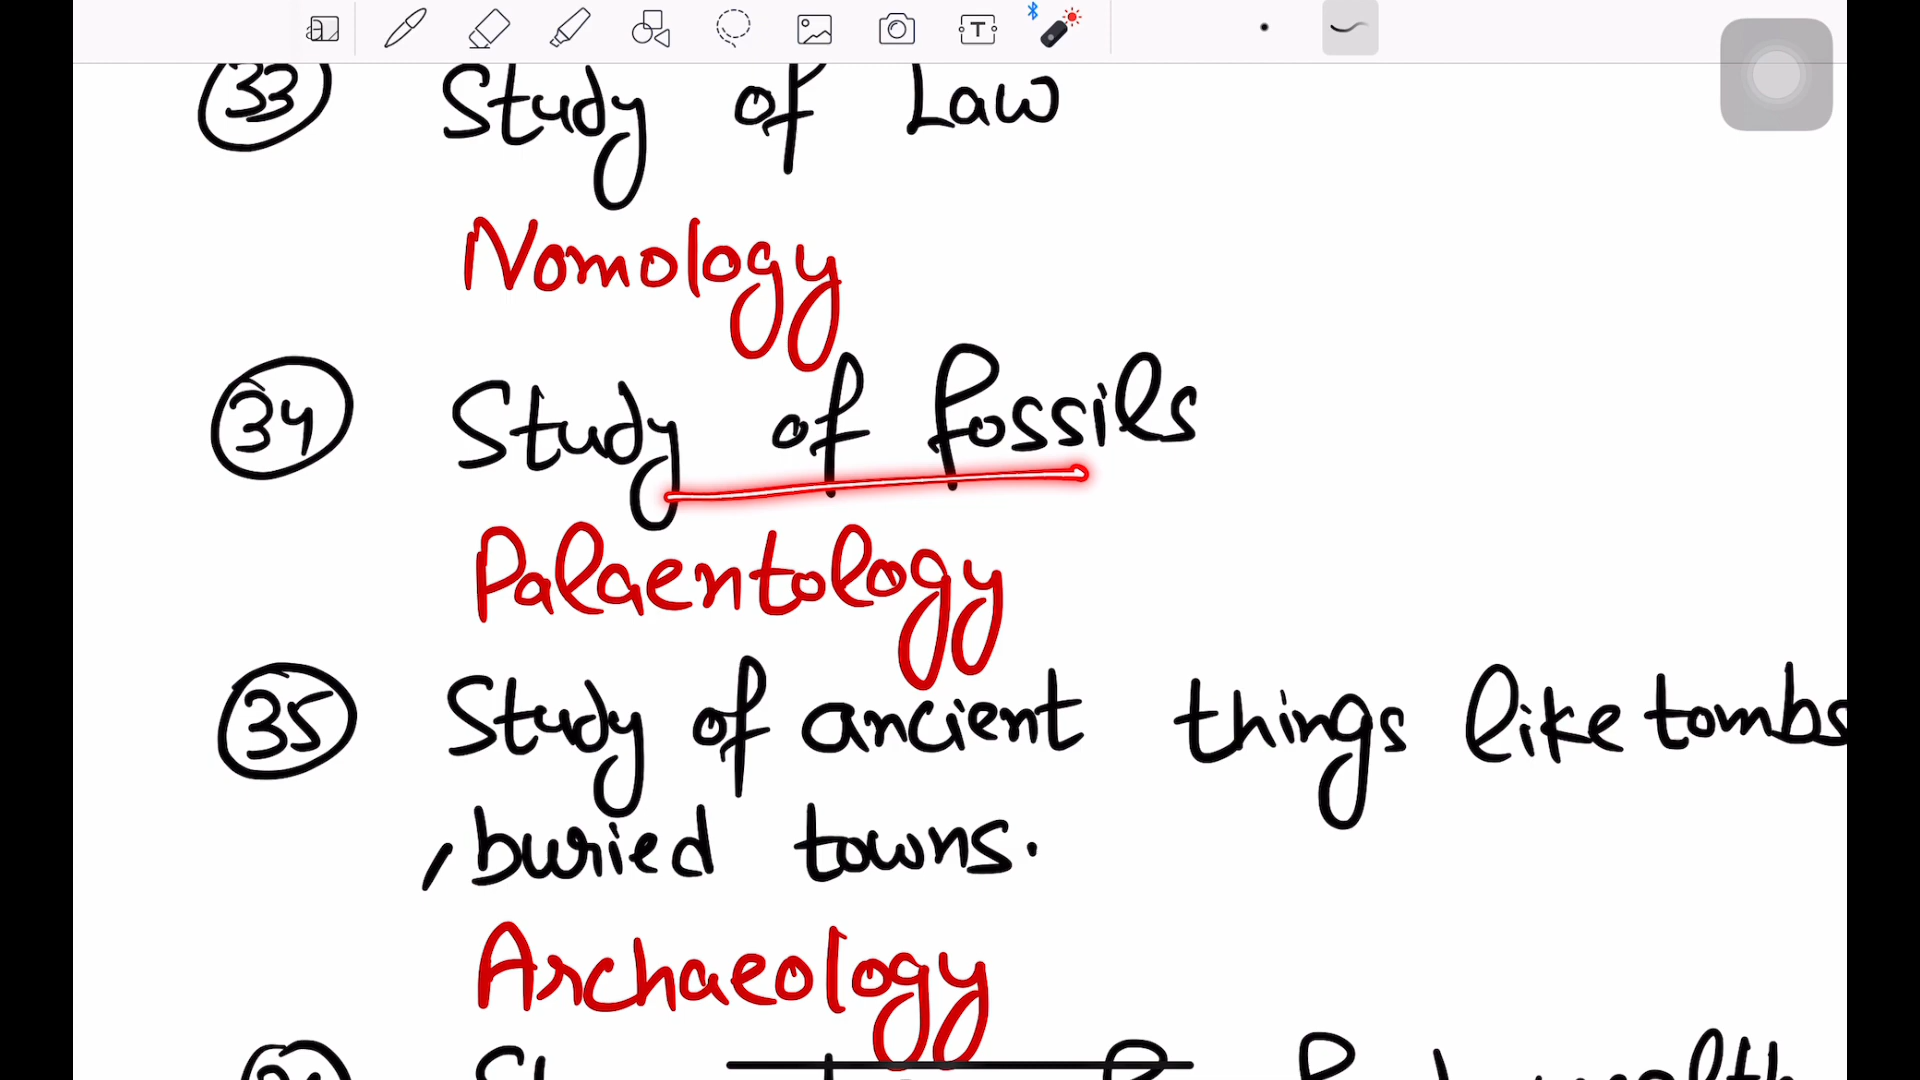 33 Study of Law
Nomology
34 Study of fossils
Palaentology
35 Study of ancient things like tombs
, buried towns.
Archaeology